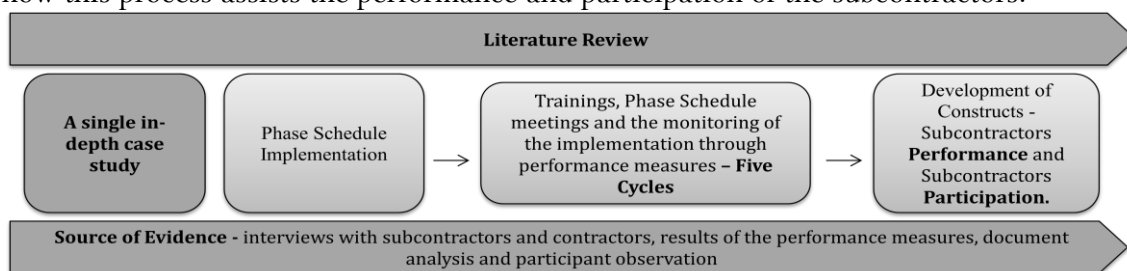 how this process assists the performance and participation of the subcontractors.
Literature Review
A single in-
depth case
study
Phase Schedule
Implementation
Trainings, Phase Schedule
meetings and the monitoring of
the implementation through
performance measures – Five
Cycles
Development of
Constructs -
Subcontractors
Performance and
Subcontractors
Participation.
Source of Evidence - interviews with subcontractors and contractors, results of the performance measures, document
analysis and participant observation